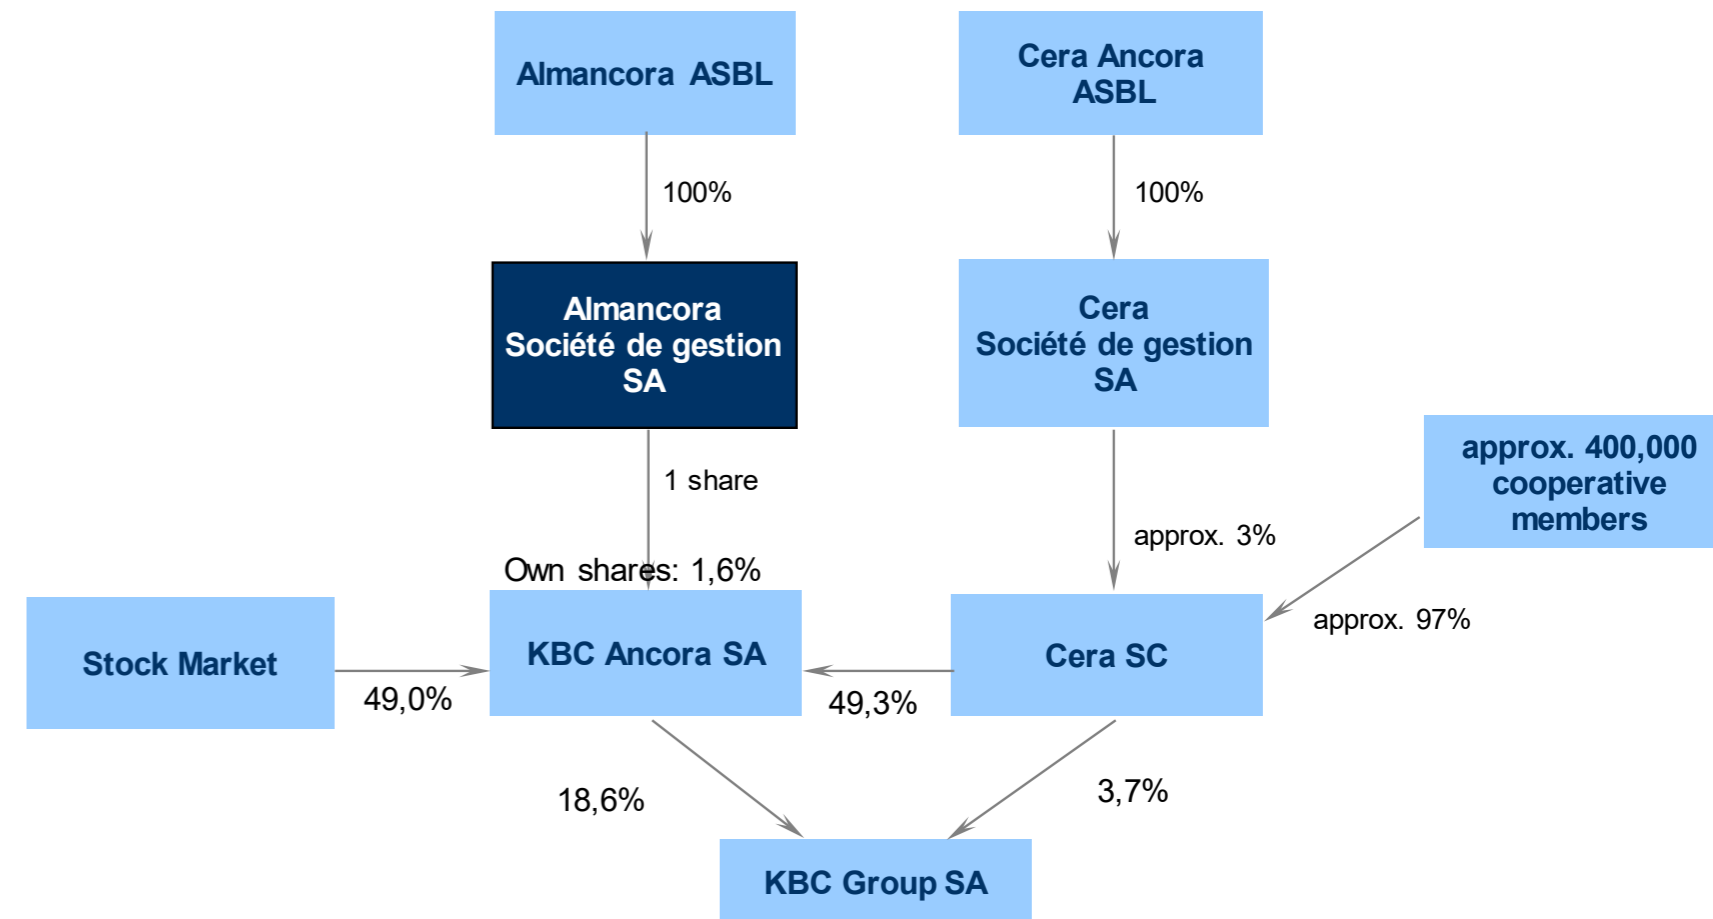 Almancora ASBL
Cera Ancora
ASBL
100%
100%
Almancora
Société de gestion
SA
Cera
Société de gestion
SA
approx. 400,000
cooperative
members
1 share
approx. 3%
Own shares: 1,6%
approx. 97%
Stock Market
KBC Ancora SA
Cera SC
49,0%
49,3%
18,6%
3,7%
KBC Group SA